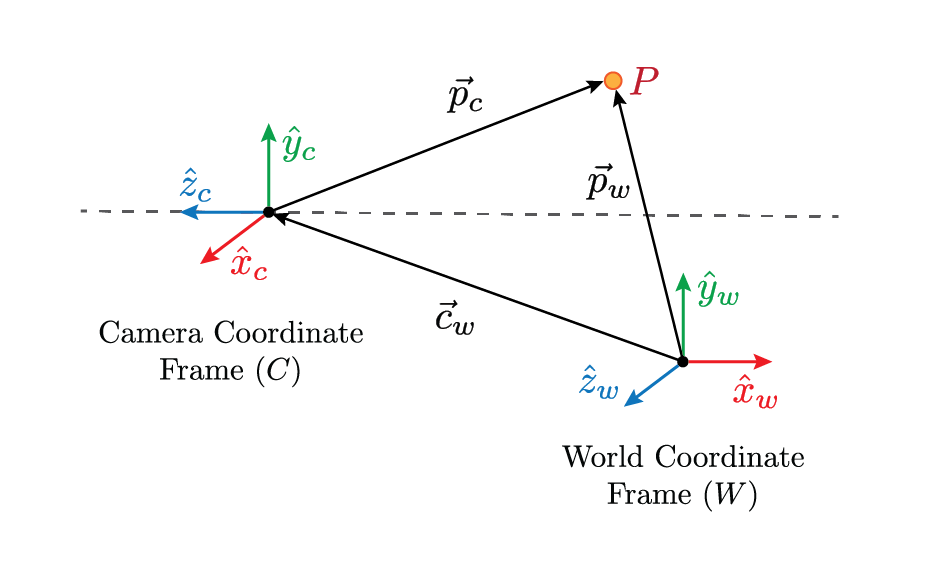 $\vec{p}_c$
$P$
$\hat{y}_c$
$\hat{z}_c$
$\vec{p}_w$
$\hat{x}_c$
$\hat{y}_w$
$\vec{c}_w$
Camera Coordinate
Frame ($C$)
$\hat{z}_w$
$\hat{x}_w$
World Coordinate
Frame ($W$)